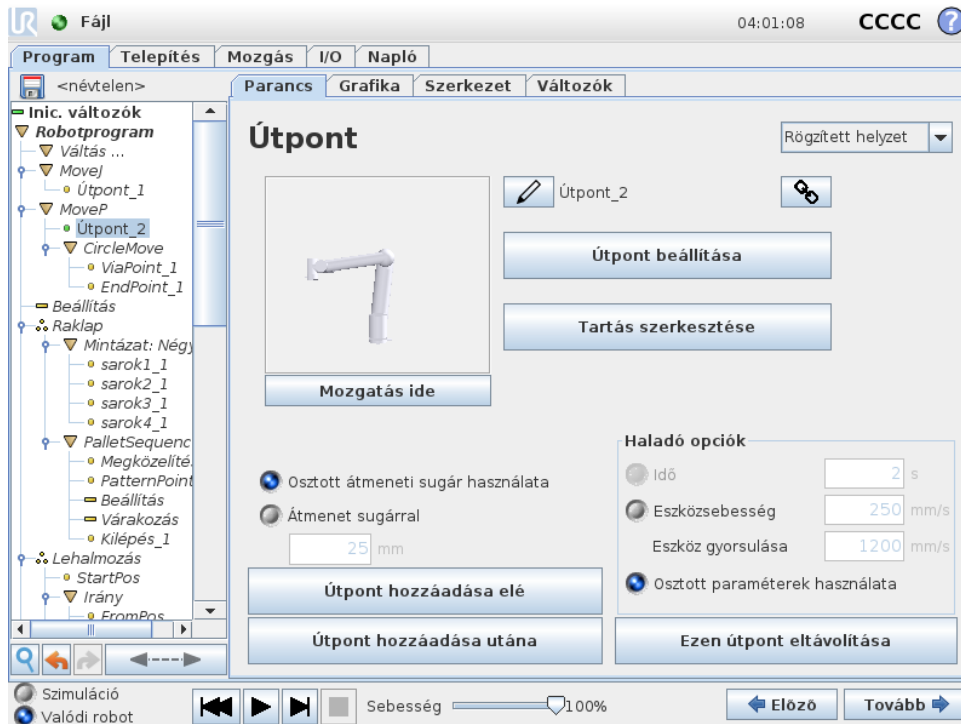 UR Fájl 04:01:08 CCCC ?
Program Telepítés Mozgás I/O Napló
<névtelen>
Parancs Grafika Szerkezet Változók
Inic. változók
Robotprogram
Váltás ...
MoveJ
Útpont_1
MoveP
Útpont_2
CircleMove
ViaPoint_1
EndPoint_1
Beállítás
Raklap
Mintázat: Négy
sarok1_1
sarok2_1
sarok3_1
sarok4_1
PalletSequenc
Megközelítés
PatternPoint
Beállítás
Várakozás
Kilépés_1
Lehalmozás
StartPos
Irány
FromPos
Útpont
Rögzített helyzet
Útpont_2
Útpont beállítása
Tartás szerkesztése
Mozgatás ide
Osztott átmeneti sugár használata
Átmenet sugárral
25 mm
Haladó opciók
Idő 2 s
Eszközsebesség 250 mm/s
Eszköz gyorsulása 1200 mm/s
Osztott paraméterek használata
Útpont hozzáadása elé
Útpont hozzáadása utána
Ezen útpont eltávolítása
Szimuláció
Valódi robot
Sebesség 100%
Előző Tovább